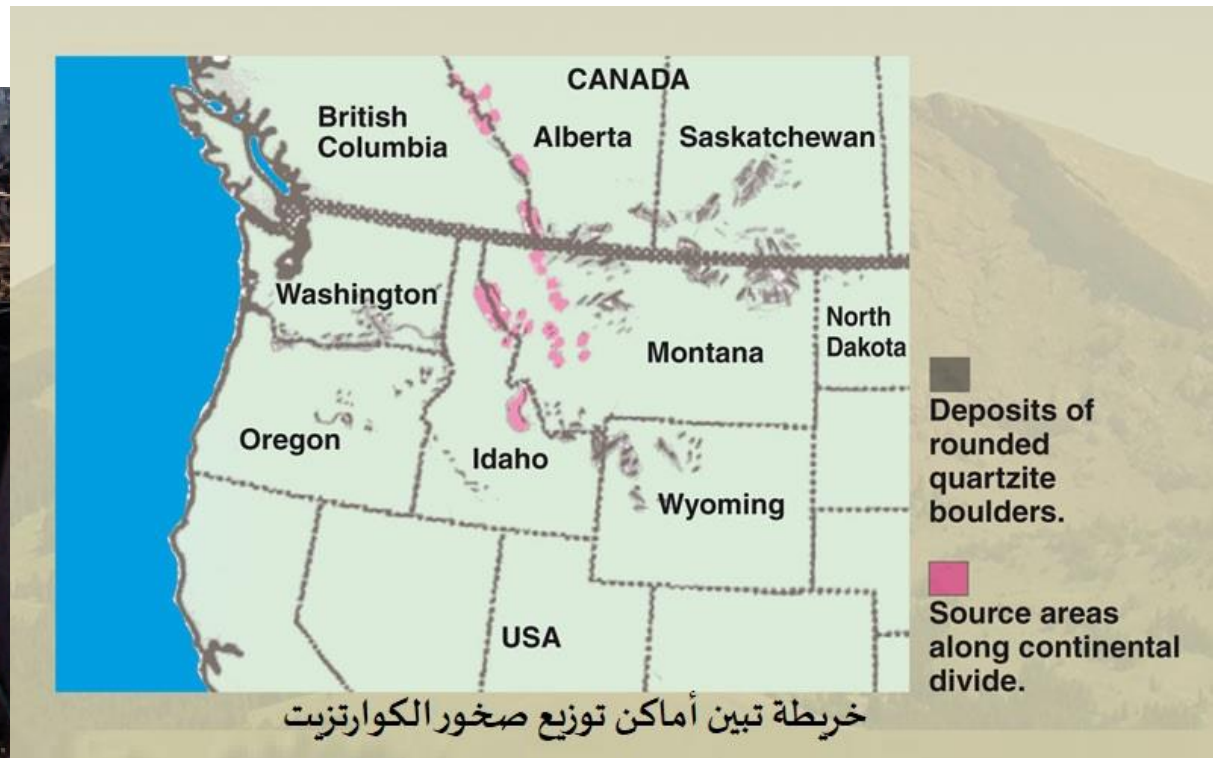 CANADA
British
Columbia
Alberta
Saskatchewan
Washington
Montana
North
Dakota
Oregon
Idaho
Wyoming
USA
Deposits of
rounded
quartzite
boulders.
Source areas
along continental
divide.
خريطة تبين أماكن توزيع صخور الكوارتزيت